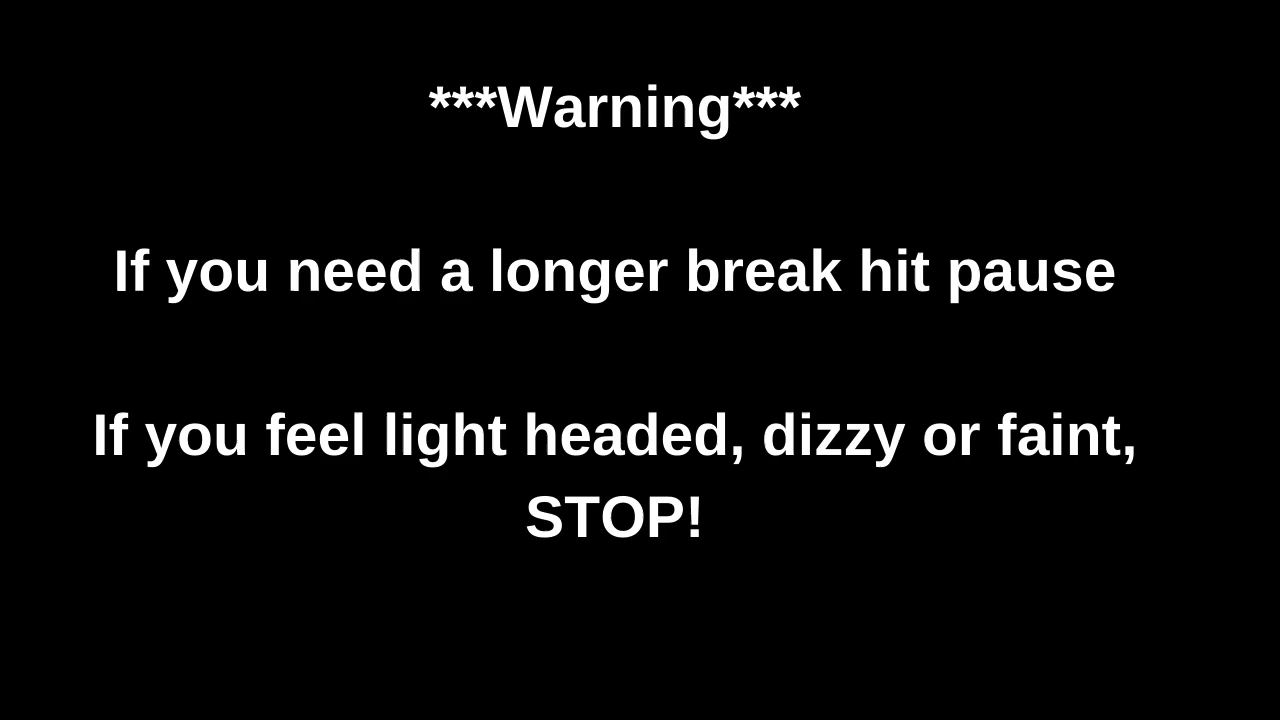 ***Warning***
If you need a longer break hit pause
If you feel light headed, dizzy or faint,
STOP!